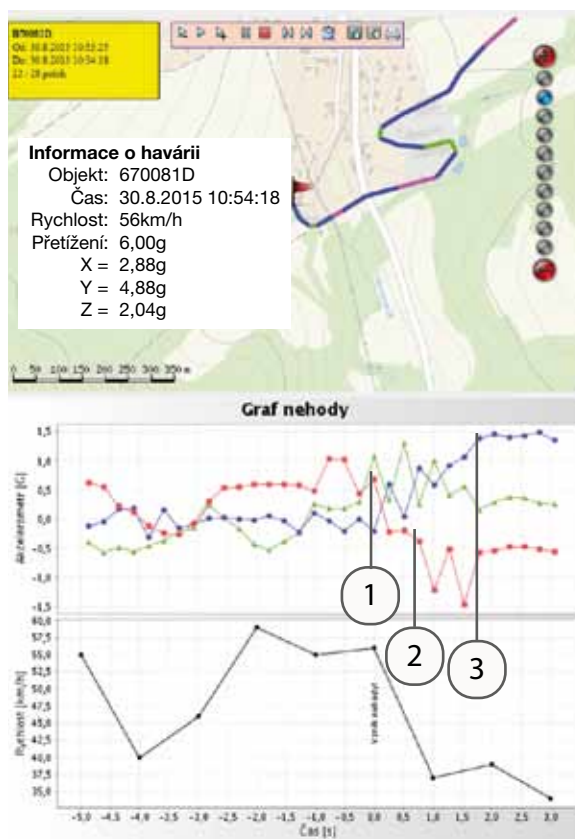 670081D
Od: 30.8.2015 10:53:25
Do: 30.8.2015 10:54:18
Informace o havárii
Objekt: 670081D
Čas: 30.8.2015 10:54:18
Rychlost: 56km/h
Přetížení: 6,00g
X = 2,88g
Y = 4,88g
Z = 2,04g
0 50 100 150 200 250 300 350 m
Graf nehody
Akcelerometr [G]
1,5
1,0
0,5
0,0
-0,5
-1,0
-1,5
1
2
3
Rychlost [km/h]
60,0
57,5
55,0
52,5
50,0
47,5
45,0
42,5
40,0
37,5
35,0
Vznik nehody!
-5,0 -4,5 -4,0 -3,5 -3,0 -2,5 -2,0 -1,5 -1,0 -0,5 0,0 0,5 1,0 1,5 2,0 2,5 3,0
Čas [s]